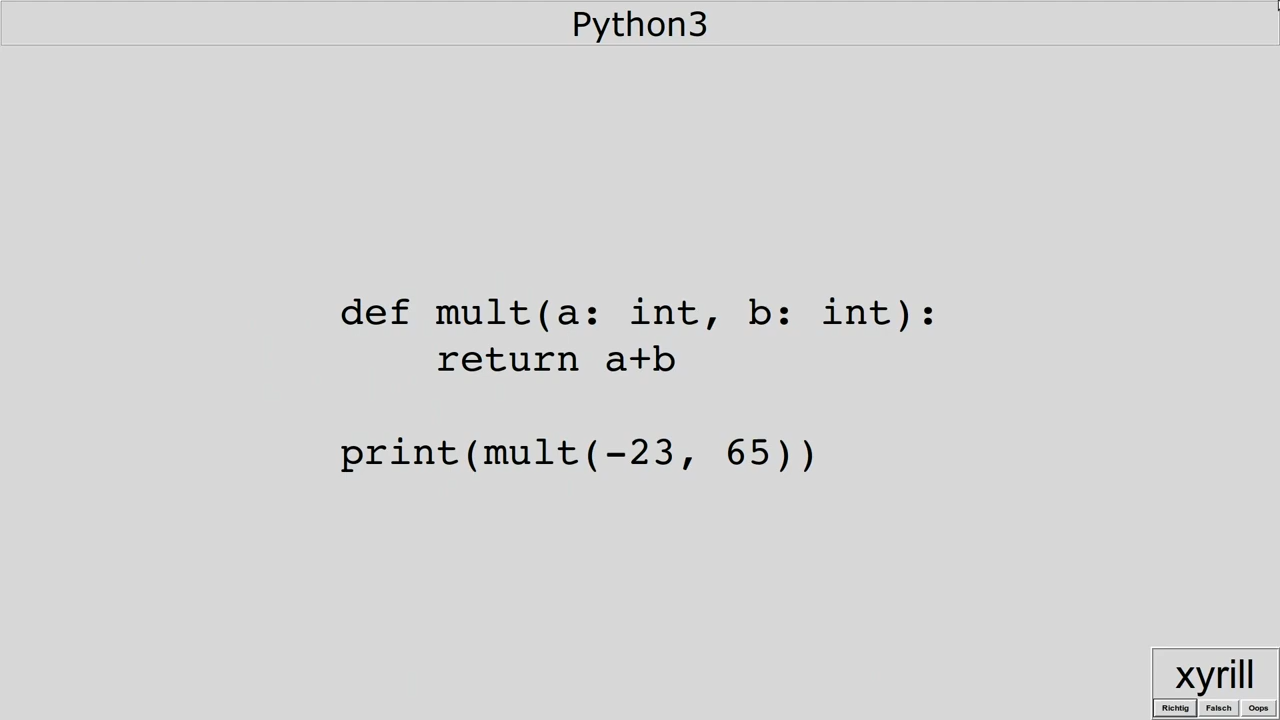 Python3
def mult(a: int, b: int):
    return a+b
print(mult(-23, 65))
xyrill
Richtig Falsch Oops